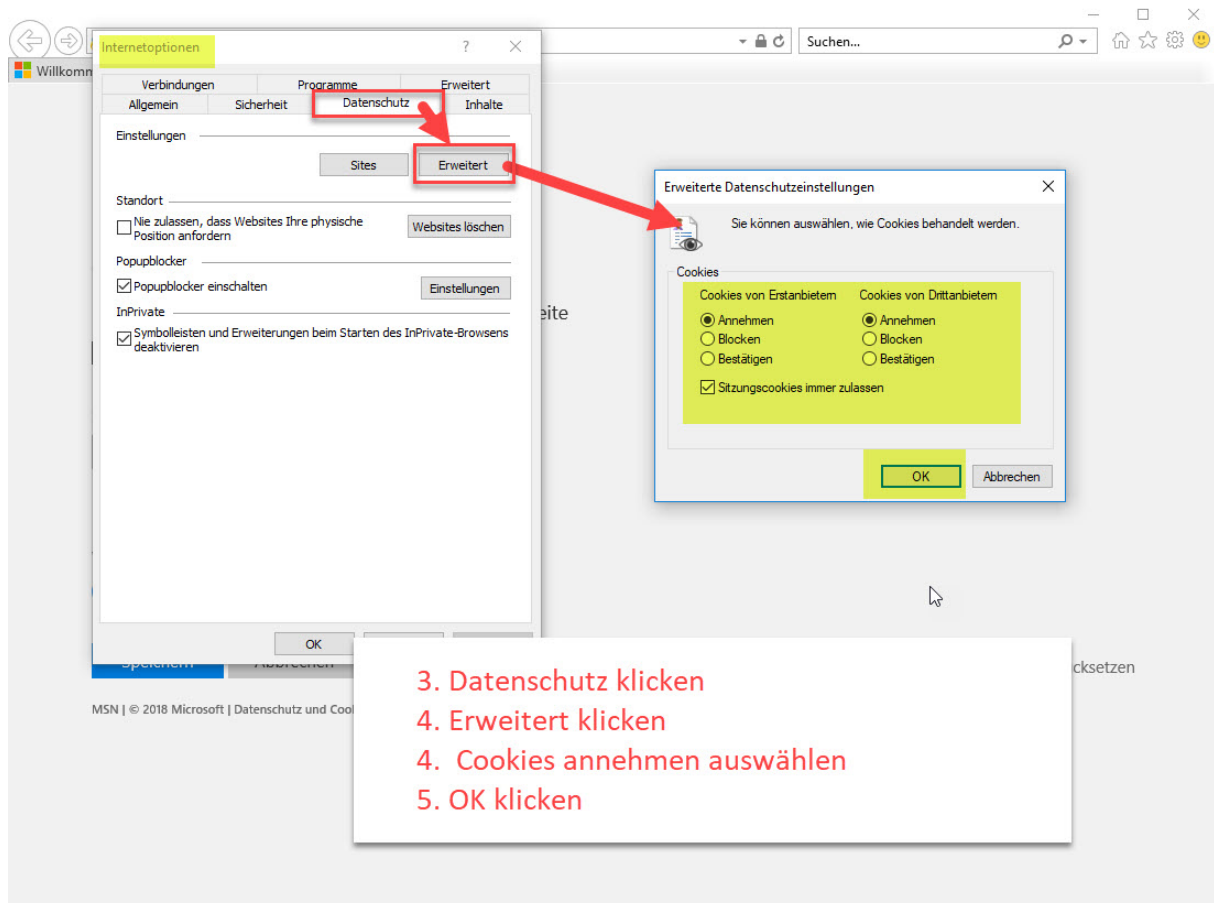 Suchen...
Willkomm
Internetoptionen
?
Verbindungen Programme Erweitert
Allgemein Sicherheit Datenschutz Inhalte
Einstellungen
Sites Erweitert
Standort
Nie zulassen, dass Websites Ihre physische
Position anfordern
Websites löschen
Popupblocker
Popupblocker einschalten
Einstellungen
InPrivate
Symbolleisten und Erweiterungen beim Starten des InPrivate-Browsens
deaktivieren
OK
eite
Erweiterte Datenschutzeinstellungen
Sie können auswählen, wie Cookies behandelt werden.
Cookies
Cookies von Erstanbietern Cookies von Drittanbietern
Annehmen Annehmen
Blocken Blocken
Bestätigen Bestätigen
Sitzungscookies immer zulassen
OK Abbrechen
Speichern Abbrechen
cksetzen
MSN | © 2018 Microsoft | Datenschutz und Cool
3. Datenschutz klicken
4. Erweitert klicken
4. Cookies annehmen auswählen
5. OK klicken